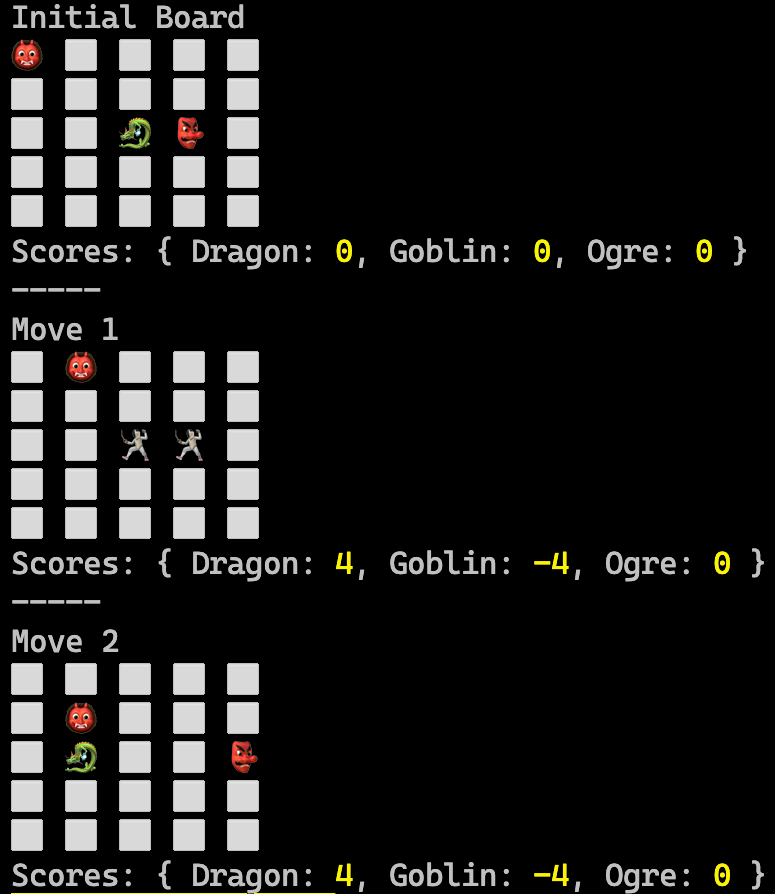 Initial Board
Scores: { Dragon: 0, Goblin: 0, Ogre: 0 }
-----
Move 1
Scores: { Dragon: 4, Goblin: -4, Ogre: 0 }
-----
Move 2
Scores: { Dragon: 4, Goblin: -4, Ogre: 0 }